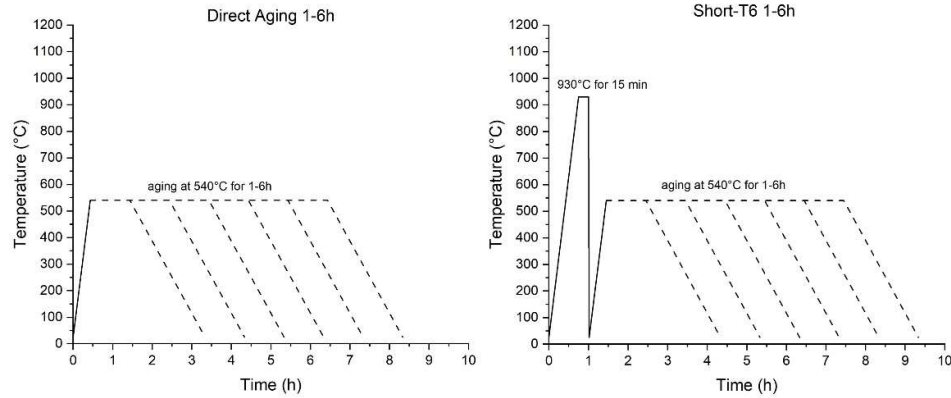 Direct Aging 1-6h
1200
1100
1000
900
800
700
600
500
400
300
200
100
0
Temperature (°C)
aging at 540°C for 1-6h
0 1 2 3 4 5 6 7 8 9 10
Time (h)
Short-T6 1-6h
1200
1100
1000
900
800
700
600
500
400
300
200
100
0
Temperature (°C)
930°C for 15 min
aging at 540°C for 1-6h
0 1 2 3 4 5 6 7 8 9 10
Time (h)